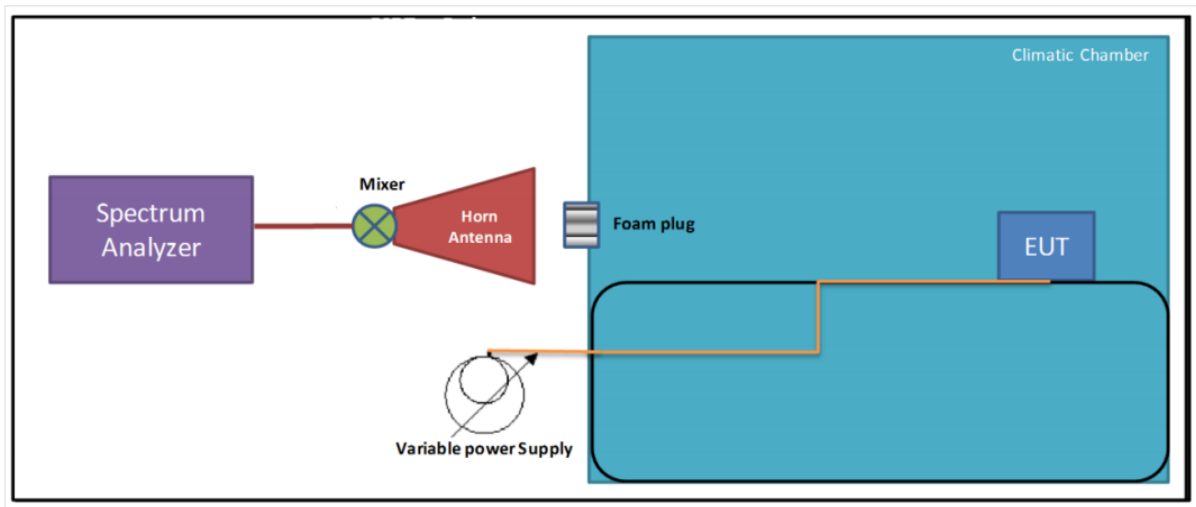 Climatic Chamber
Mixer
Spectrum
Analyzer
Horn
Antenna
Foam plug
EUT
Variable power Supply